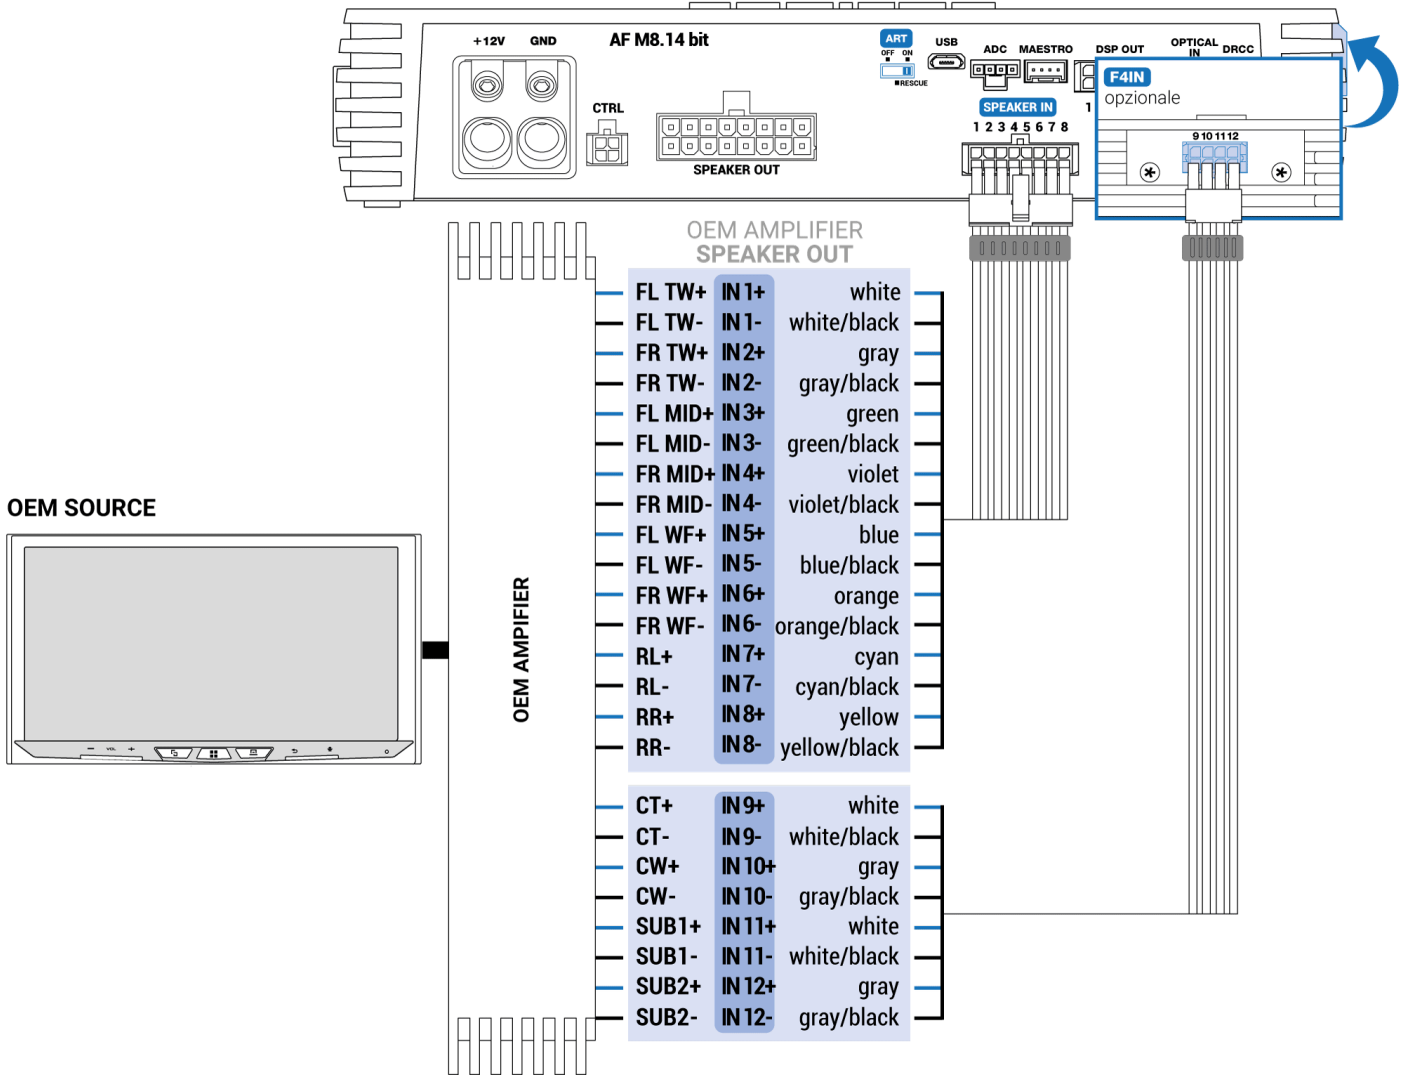 +12V GND
AF M8.14 bit
ART
OFF ON
RESCUE
USB
ADC
MAESTRO
DSP OUT
OPTICAL
IN
DRCC
CTRL
SPEAKER OUT
SPEAKER IN
1 2 3 4 5 6 7 8
1
F4IN
opzionale
9 10 11 12
OEM AMPLIFIER
SPEAKER OUT
FL TW+ IN 1+ white
FL TW- IN 1- white/black
FR TW+ IN 2+ gray
FR TW- IN 2- gray/black
FL MID+ IN 3+ green
FL MID- IN 3- green/black
FR MID+ IN 4+ violet
FR MID- IN 4- violet/black
FL WF+ IN 5+ blue
FL WF- IN 5- blue/black
FR WF+ IN 6+ orange
FR WF- IN 6- orange/black
RL+ IN 7+ cyan
RL- IN 7- cyan/black
RR+ IN 8+ yellow
RR- IN 8- yellow/black
CT+ IN 9+ white
CT- IN 9- white/black
CW+ IN 10+ gray
CW- IN 10- gray/black
SUB1+ IN 11+ white
SUB1- IN 11- white/black
SUB2+ IN 12+ gray
SUB2- IN 12- gray/black
OEM SOURCE
VOL
OEM AMPIFIER